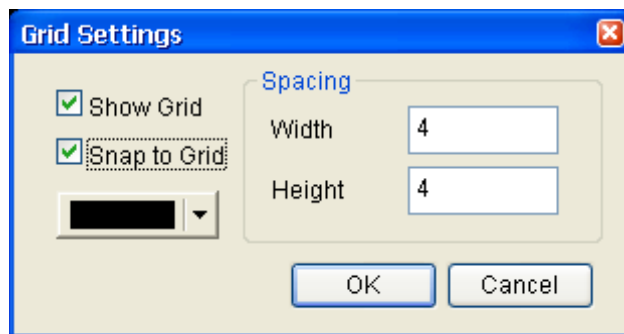 Grid Settings
Show Grid
Snap to Grid
Spacing
Width 4
Height 4
OK Cancel